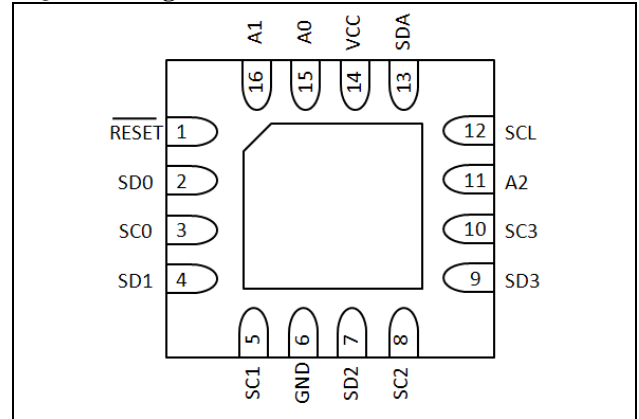 A1 A0 VCC SDA
16 15 14 13
RESET 1 12 SCL
SD0 2 11 A2
SC0 3 10 SC3
SD1 4 9 SD3
5 6 7 8
SC1 GND SD2 SC2